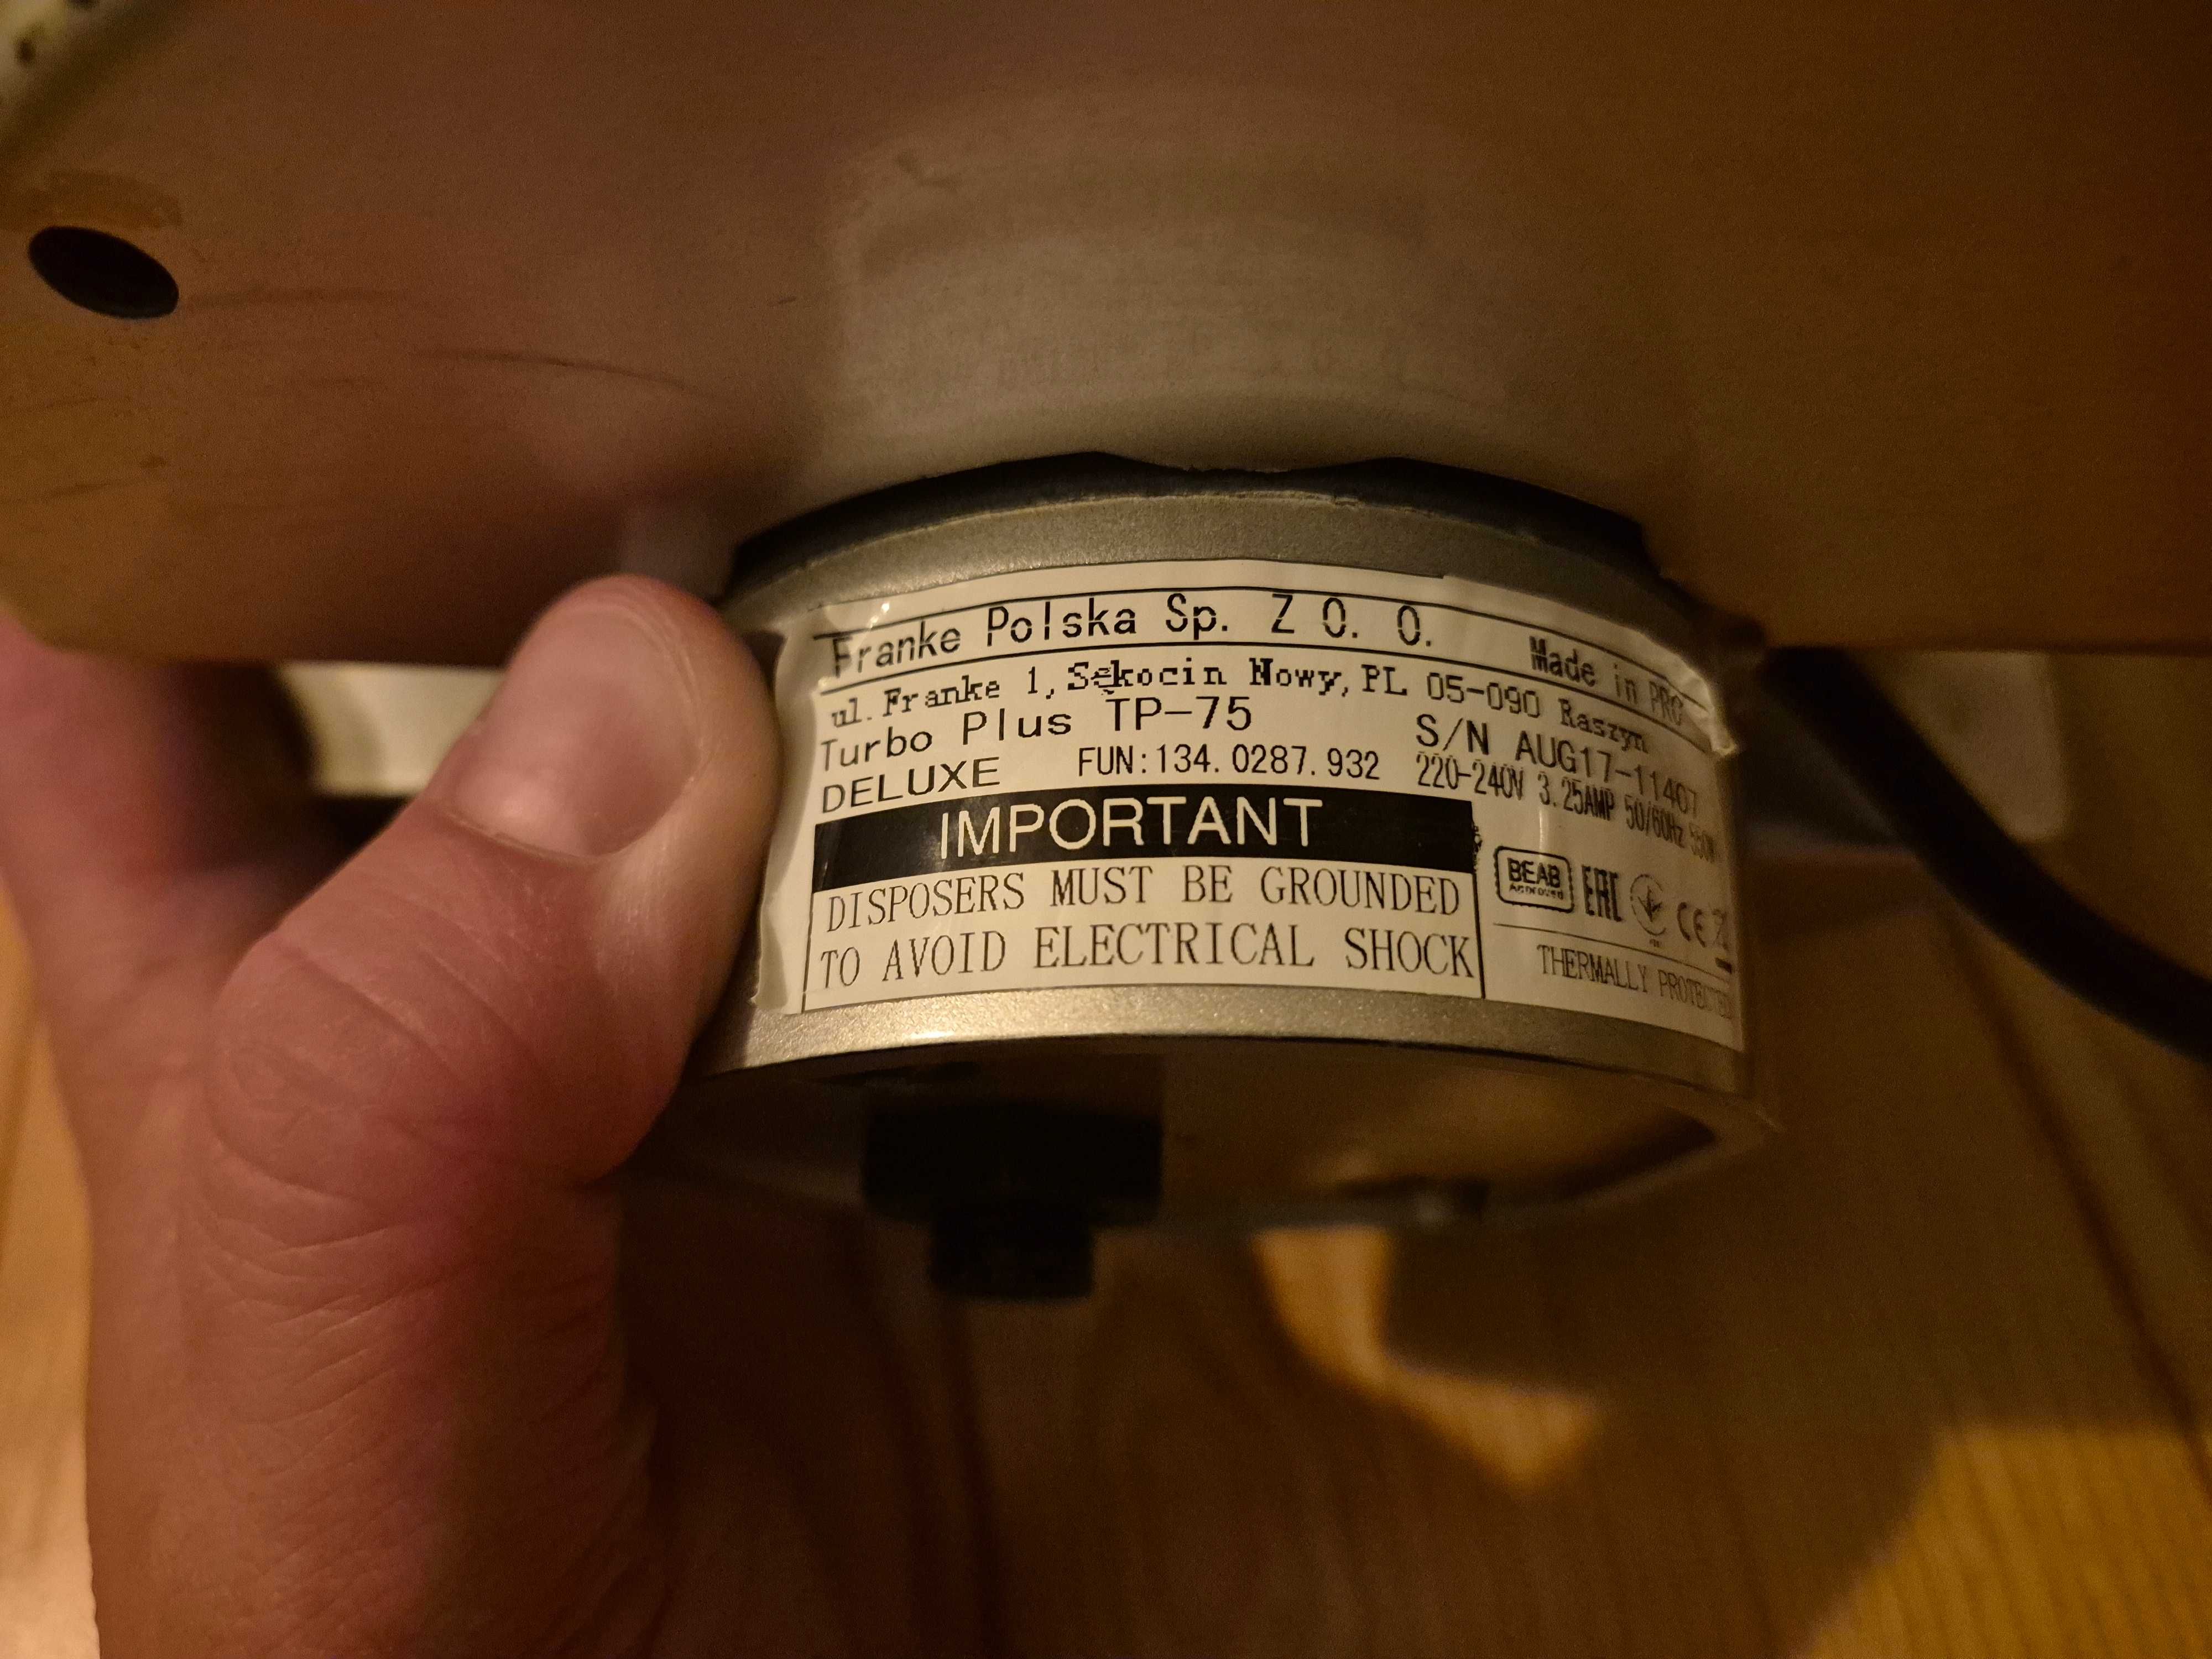 Franke Polska Sp. Z O. O. Made in PRC
ul. Franke 1, Sękocin Nowy, PL 05-090 Raszyn
Turbo Plus TP-75
DELUXE FUN:134.0287.932
S/N AUG17-11407
220-240V 3.25AMP 50/60Hz 550W
IMPORTANT
DISPOSERS MUST BE GROUNDED
TO AVOID ELECTRICAL SHOCK
BEAB
Approved
EAC
CE
THERMALLY PROTECTED